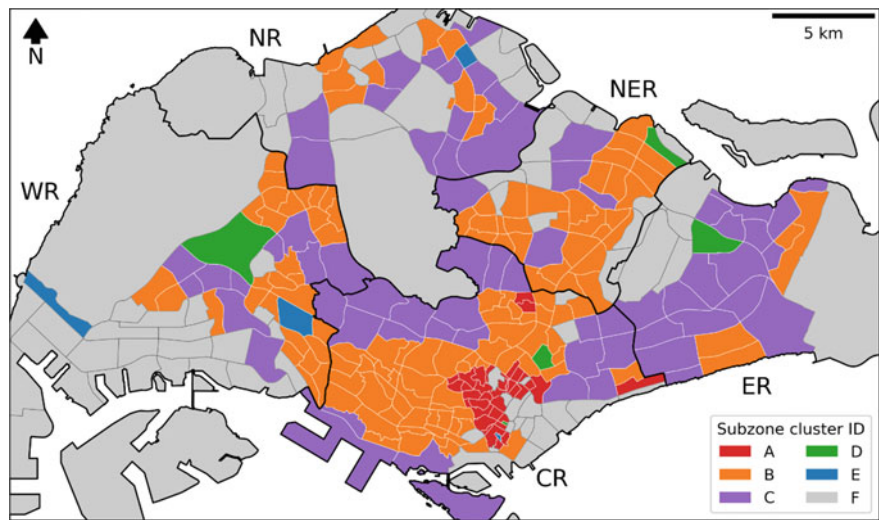 NR
5 km
N
NER
WR
ER
CR
Subzone cluster ID
A D
B E
C F